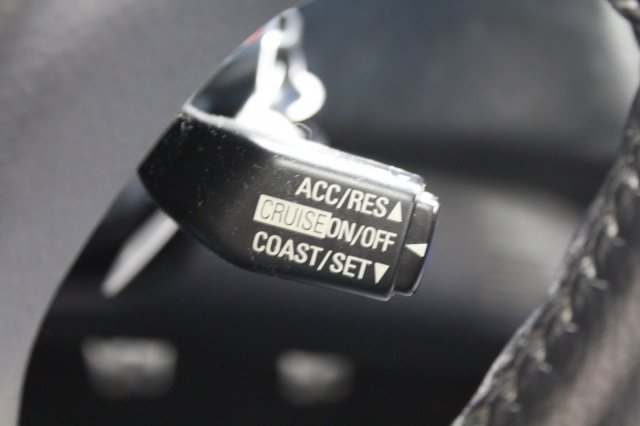 ACC/RES▲
CRUISE ON/OFF ◀
COAST/SET▼